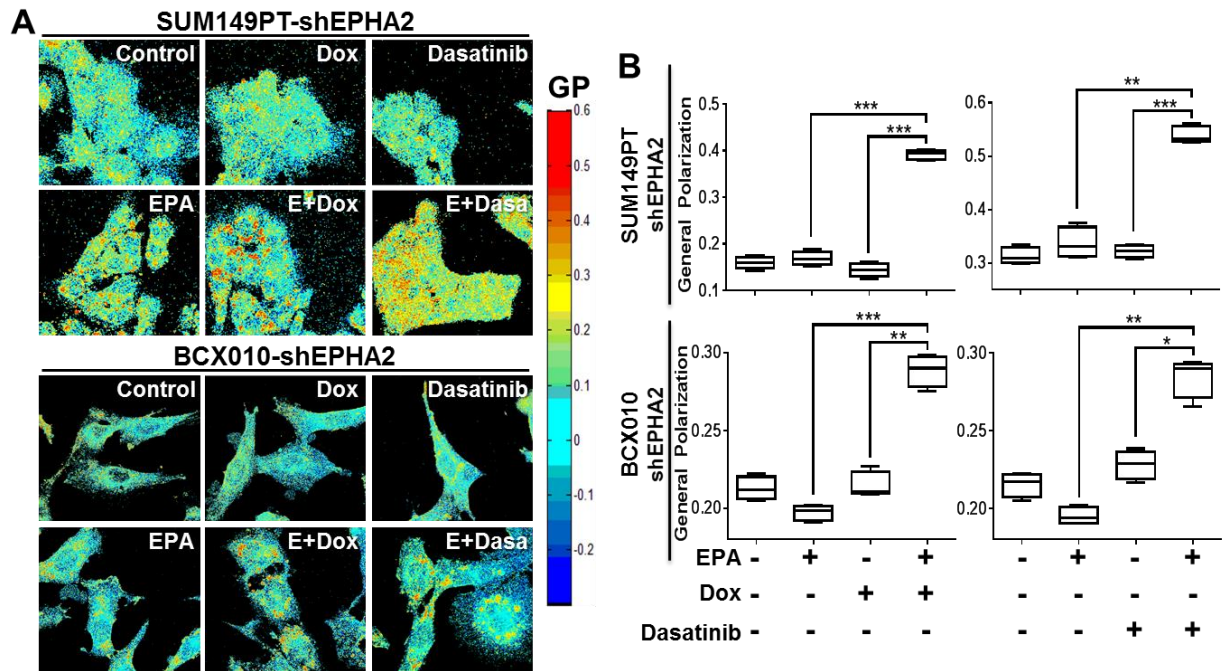 A
SUM149PT-shEPHA2
Control Dox Dasatinib
EPA E+Dox E+Dasa
BCX010-shEPHA2
Control Dox Dasatinib
EPA E+Dox E+Dasa
GP
0.6
0.5
0.4
0.3
0.2
0.1
0
-0.1
-0.2
B
SUM149PT
shEPHA2
General Polarization
0.5
0.4
0.3
0.2
0.1
***
***
0.6
0.5
0.3
**
***
BCX010
shEPHA2
General Polarization
0.30
0.25
0.20
***
**
0.30
0.25
0.20
**
*
EPA - + - + - + - +
Dox - - + + - - - -
Dasatinib - - - - - - + +